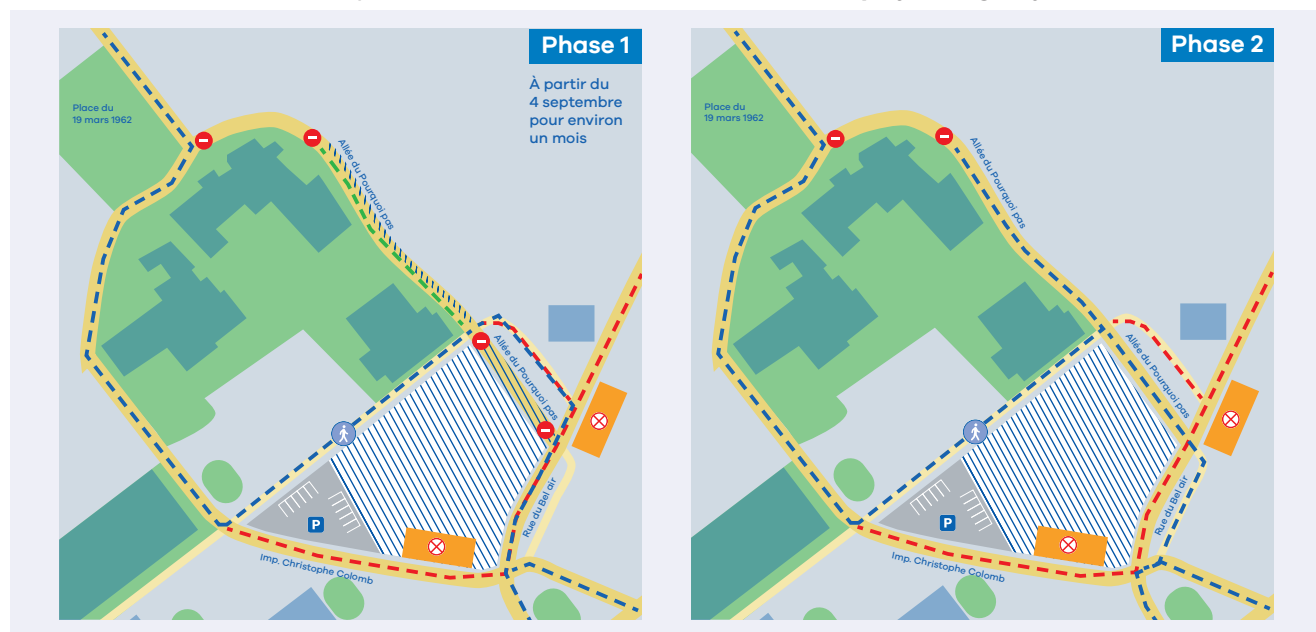 Phase 1
À partir du
4 septembre
pour environ
un mois
Place du
19 mars 1962
Allée du Pourquoi pas
Allée du Pourquoi pas
Rue du Bel air
P
Imp. Christophe Colomb
Phase 2
Place du
19 mars 1962
Allée du Pourquoi pas
Allée du Pourquoi pas
Rue du Bel air
P
Imp. Christophe Colomb